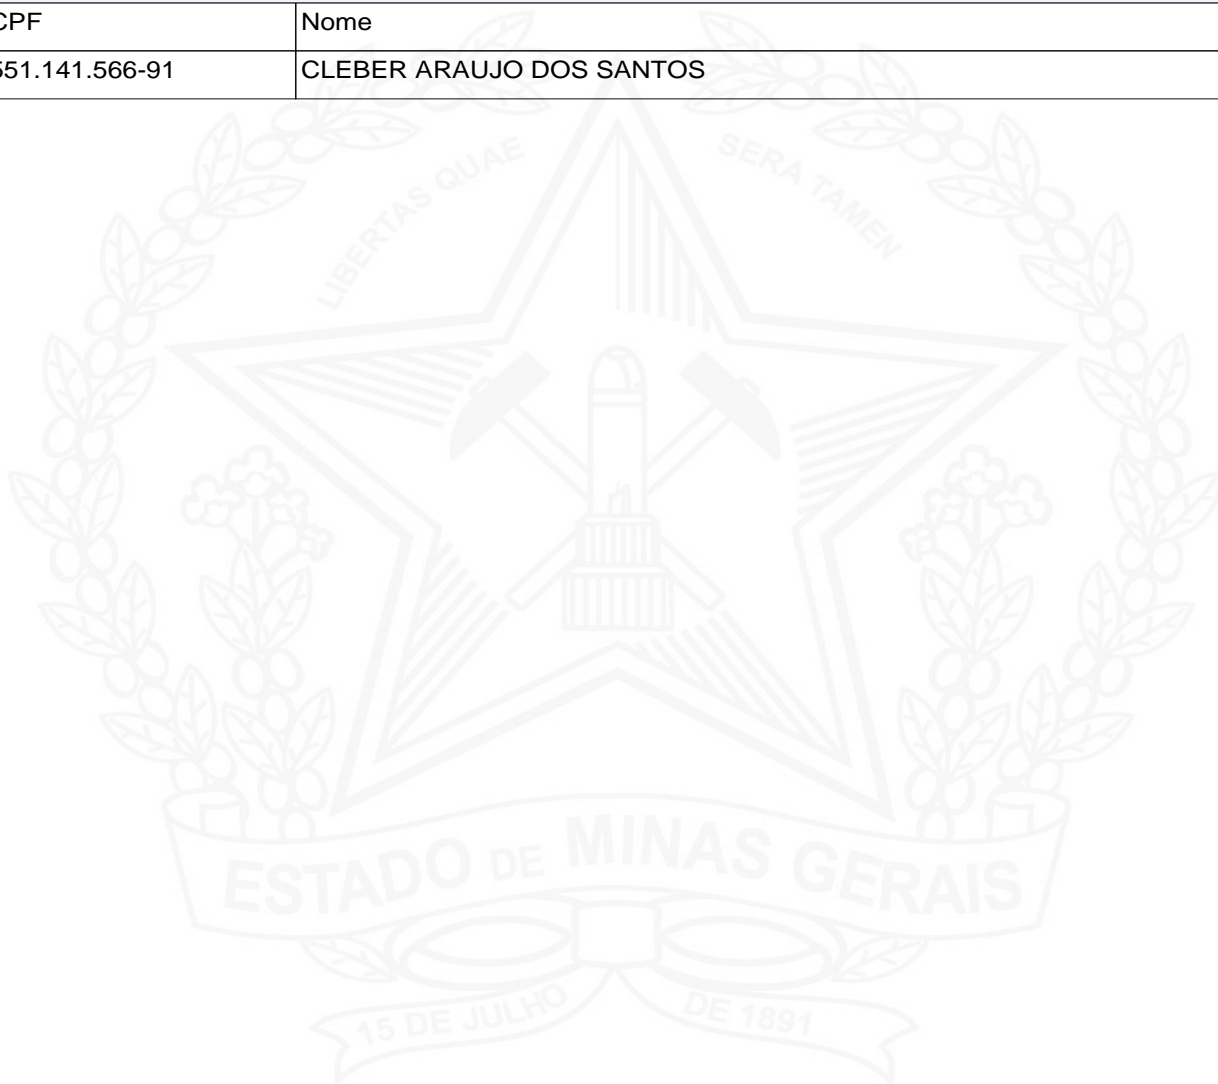 CPF Nome
551.141.566-91 CLEBER ARAUJO DOS SANTOS
LIBERTAS QUAE SERA TAMEN
ESTADO DE MINAS GERAIS
15 DE JULHO DE 1891